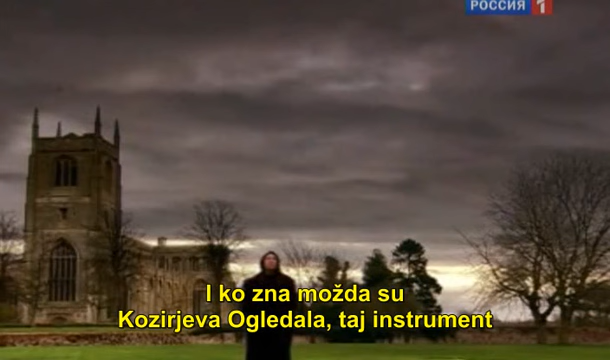 РОССИЯ 1
I ko zna možda su
Kozirjeva Ogledala, taj instrument